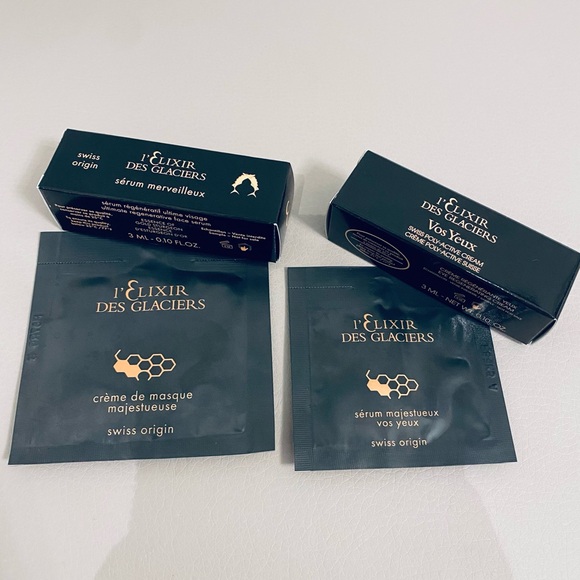 swiss
origin
l'ELIXIR
DES GLACIERS
sérum merveilleux
sérum régénératif ultime visage
ultimate regenerative face serum
ESSENCE OF
3 ML - 0.10 FL.OZ.
l'ELIXIR
DES GLACIERS
Vos Yeux
SWISS POLY-ACTIVE CREAM
CRÈME POLY-ACTIVE SUISSE
3 ML - NET WT. 0.10 OZ.
l'ELIXIR
DES GLACIERS
crème de masque
majestueuse
swiss origin
l'ELIXIR
DES GLACIERS
sérum majestueux
vos yeux
swiss origin